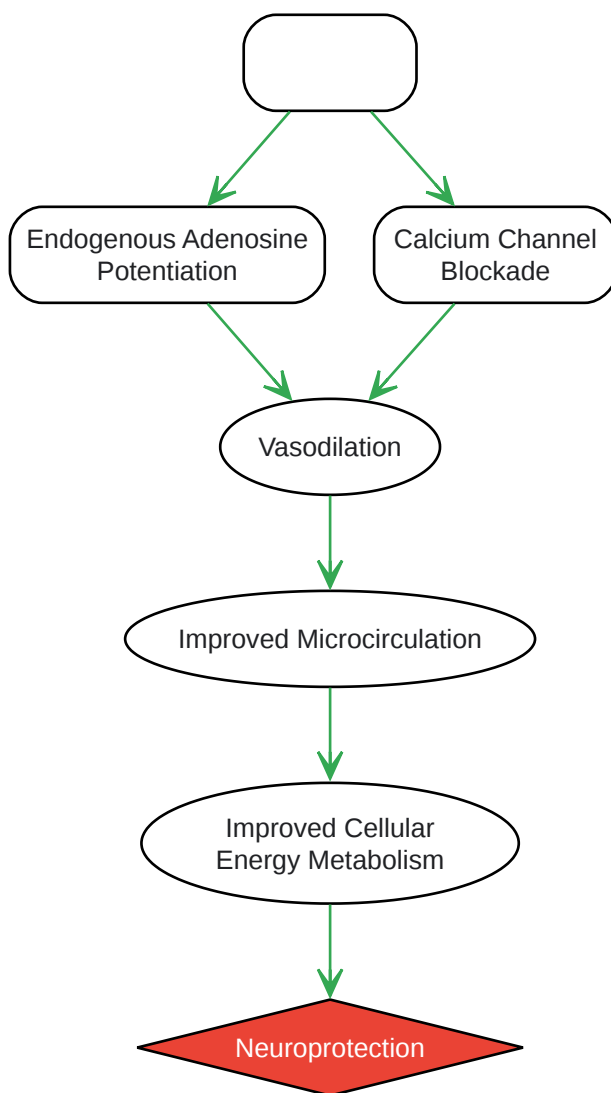 Endogenous Adenosine
Potentiation
Calcium Channel
Blockade
Vasodilation
Improved Microcirculation
Improved Cellular
Energy Metabolism
Neuroprotection